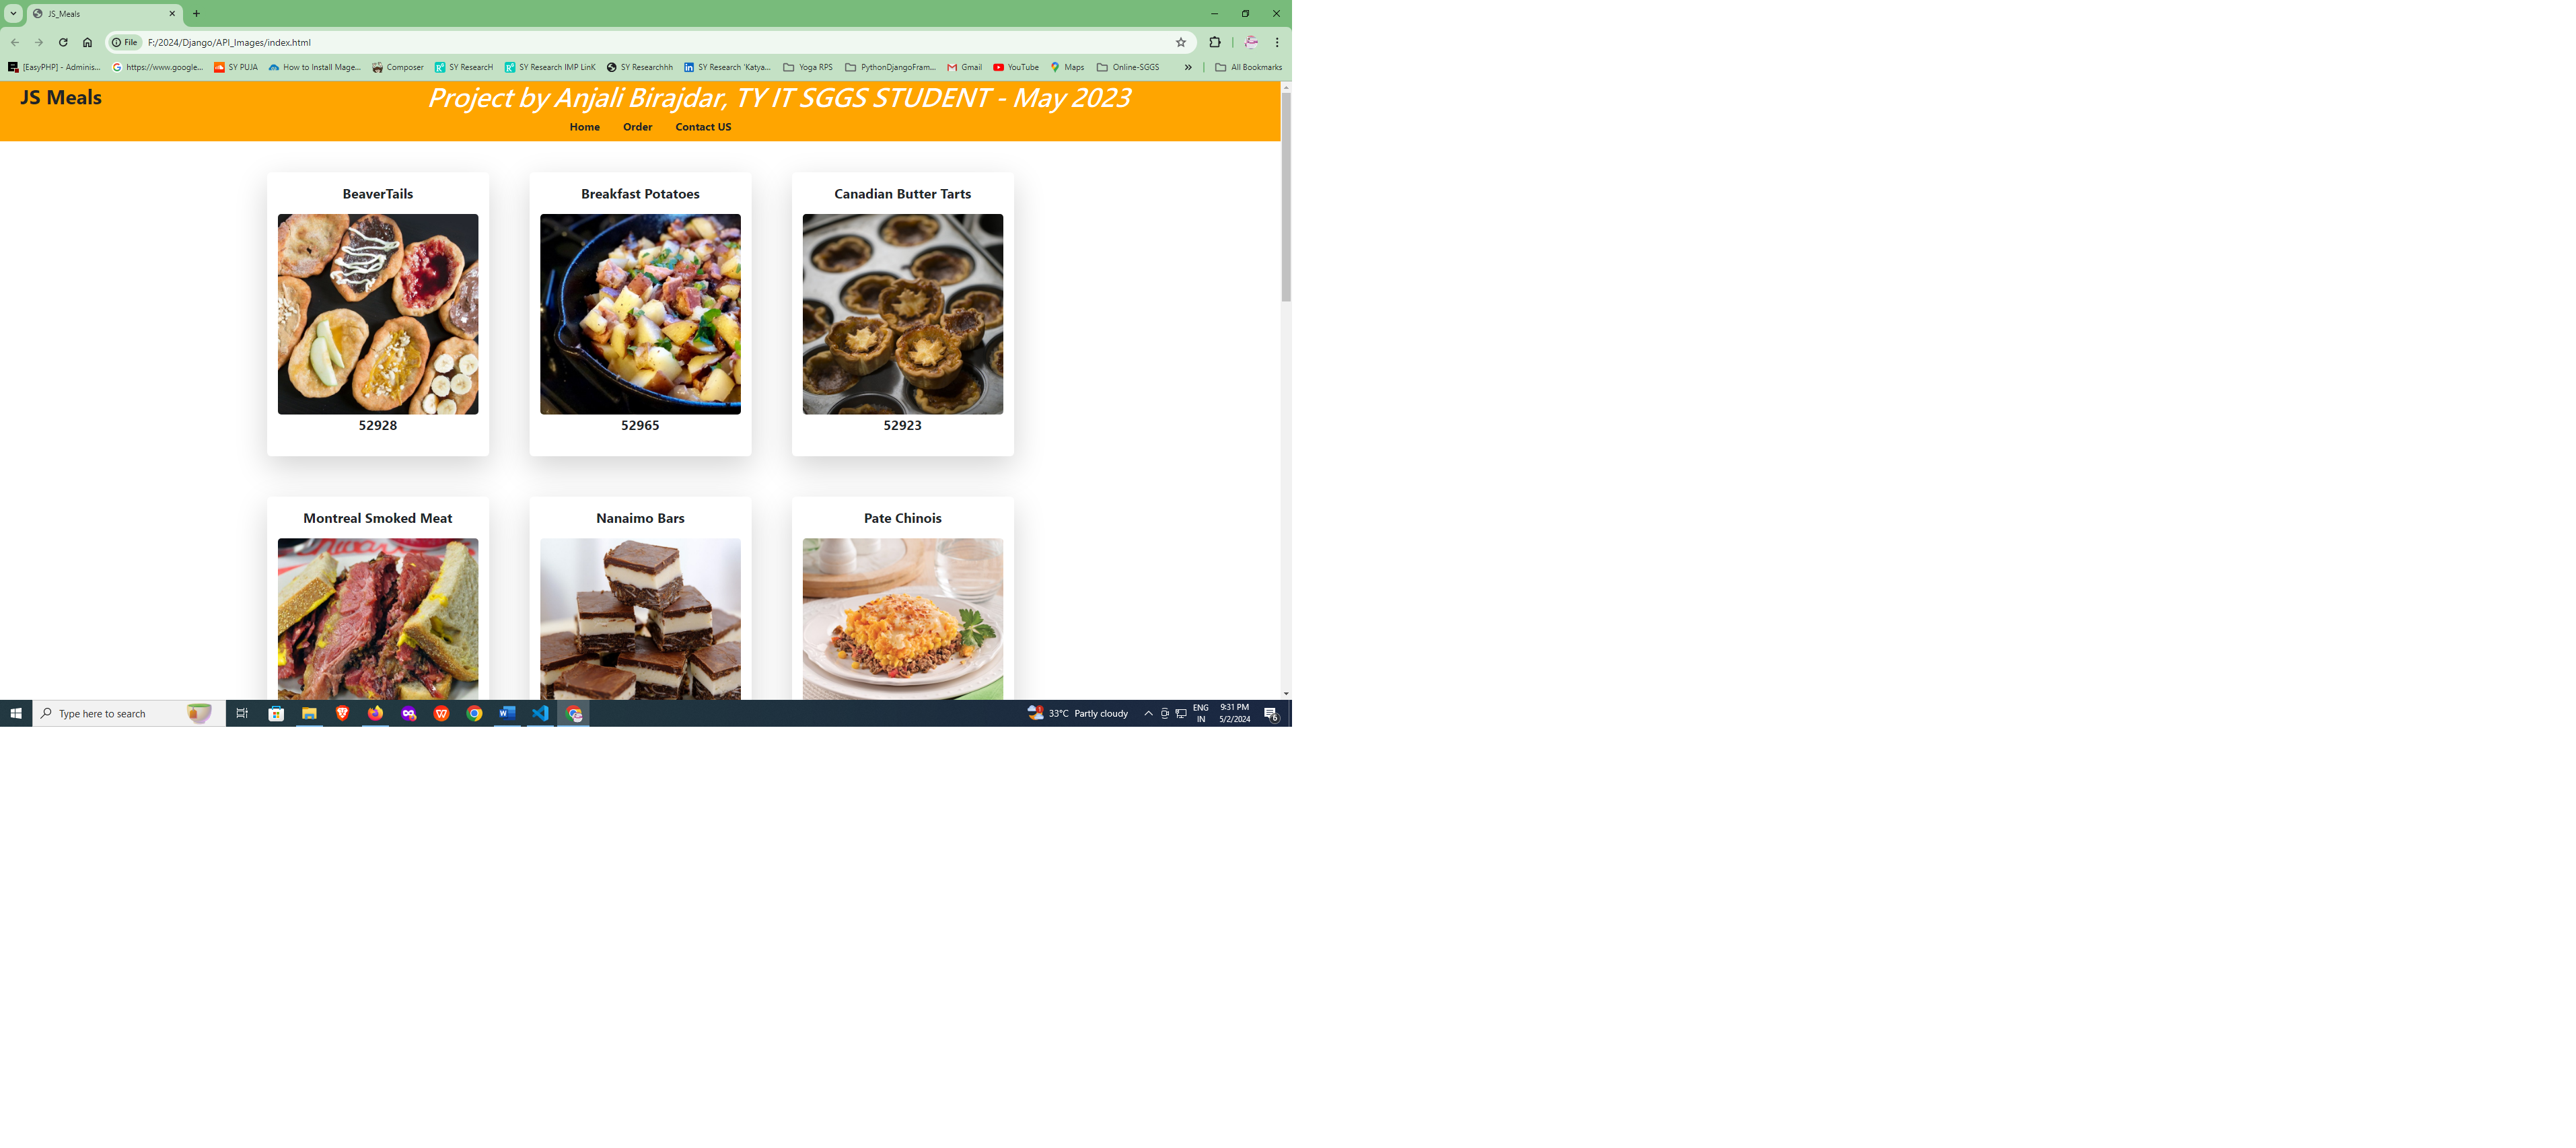 JS_Meals
File F:/2024/Django/API_Images/index.html
[EasyPHP] - Adminis... https://www.google... SY PUJA How to Install Mage... Composer SY ResearcH SY Research IMP LinK SY Researchhh SY Research 'Katya... Yoga RPS PythonDjangoFram... Gmail YouTube Maps Online-SGGS » All Bookmarks
JS Meals Project by Anjali Birajdar, TY IT SGGS STUDENT - May 2023
Home Order Contact US
BeaverTails Breakfast Potatoes Canadian Butter Tarts
52928 52965 52923
Montreal Smoked Meat Nanaimo Bars Pate Chinois
Type here to search 33°C Partly cloudy ENG 9:31 PM
IN 5/2/2024 6